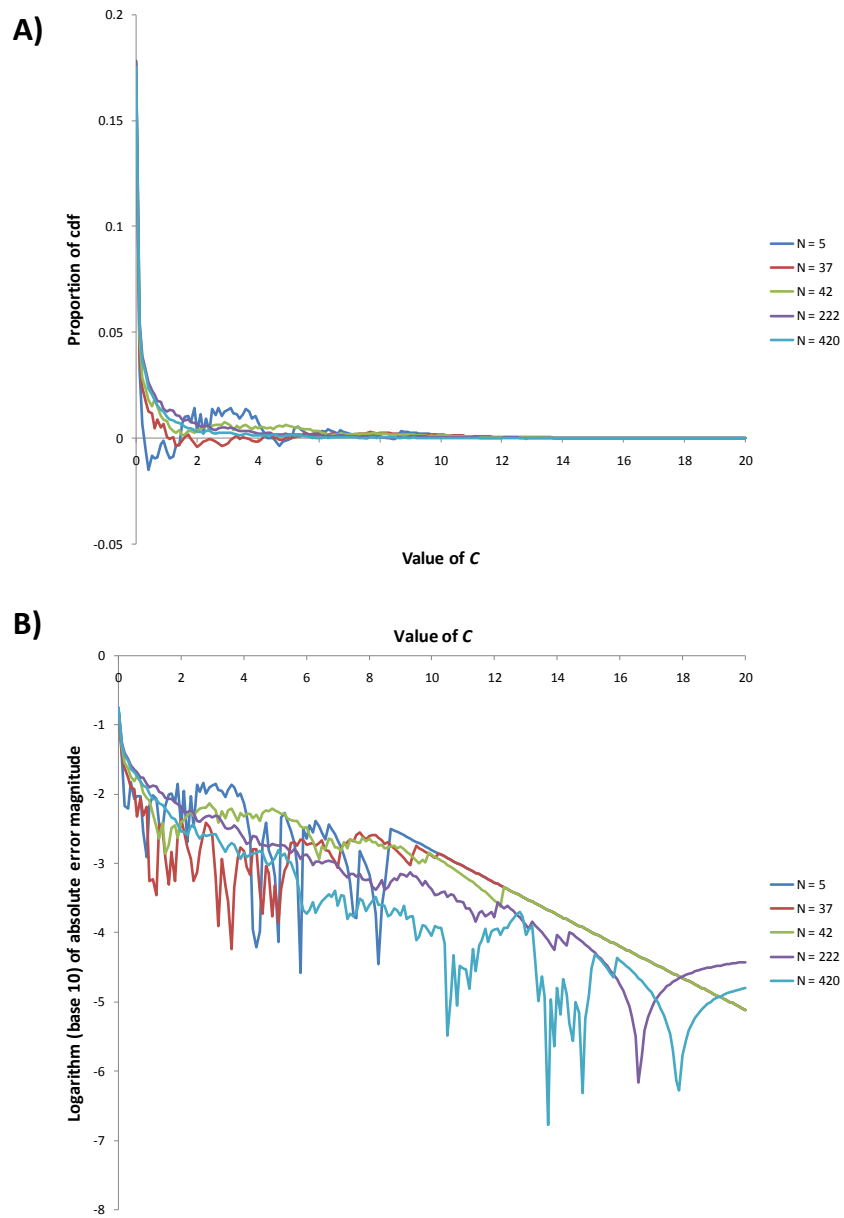 A)
0.2
0.15
0.1
0.05
0
-0.05
Proportion of cdf
0 2 4 6 8 10 12 14 16 18 20
Value of C
N = 5
N = 37
N = 42
N = 222
N = 420
B)
Value of C
0 2 4 6 8 10 12 14 16 18 20
0
-1
-2
-3
-4
-5
-6
-7
-8
Logarithm (base 10) of absolute error magnitude
N = 5
N = 37
N = 42
N = 222
N = 420